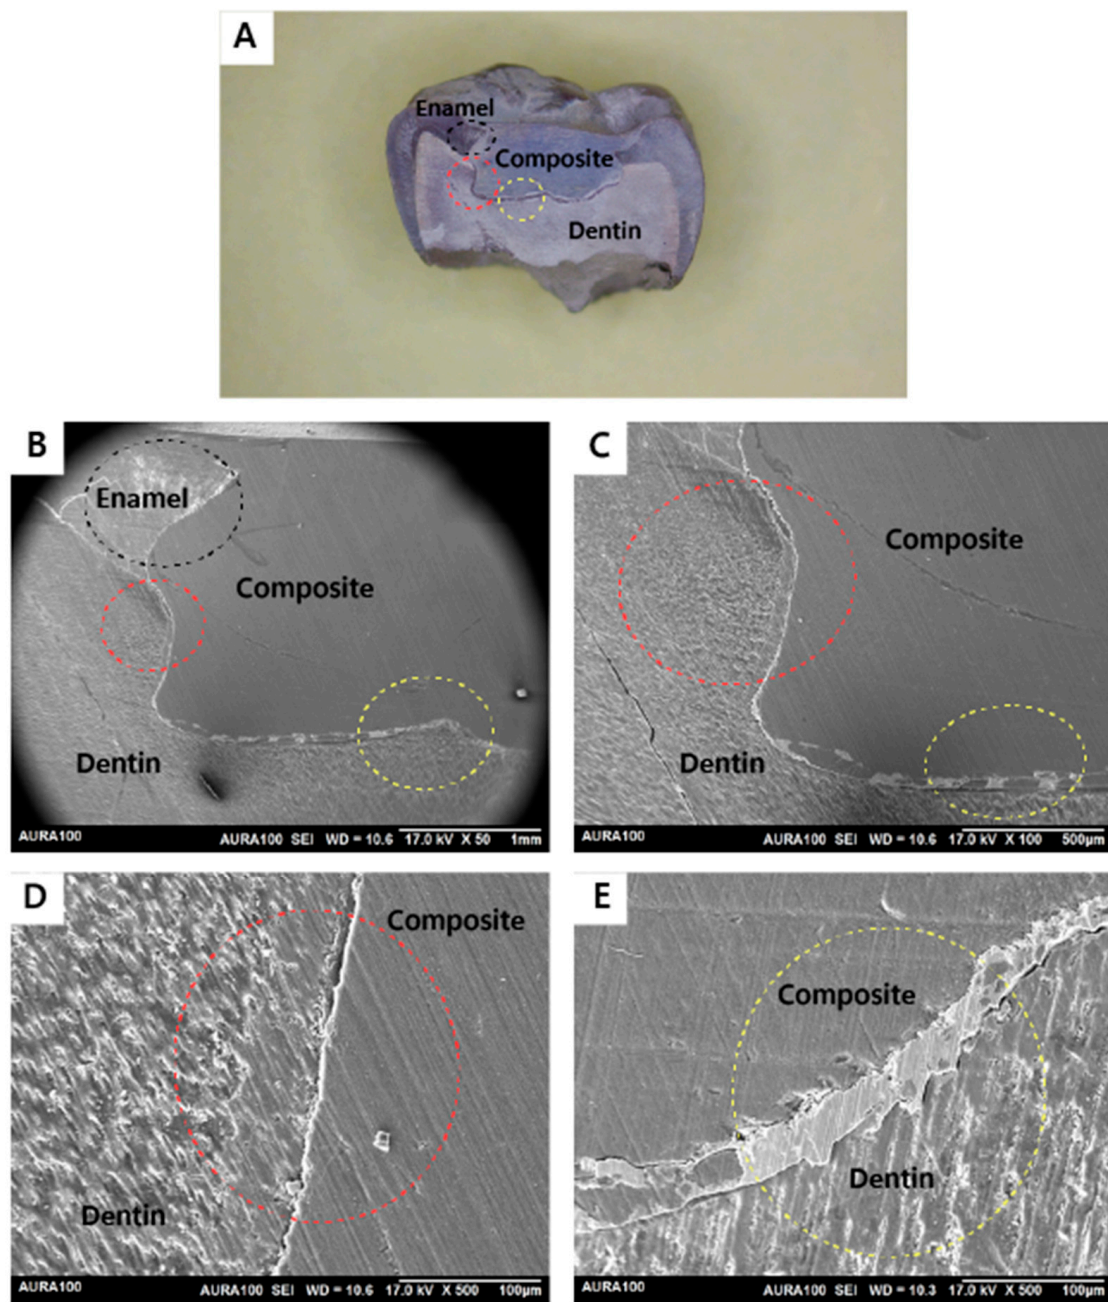 A
Enamel
Composite
Dentin
B
Enamel
Composite
Dentin
AURA100
AURA100 SEI WD = 10.6 17.0 kV X 50 1mm
C
Composite
Dentin
AURA100
AURA100 SEI WD = 10.6 17.0 kV X 100 500µm
D
Composite
Dentin
AURA100
AURA100 SEI WD = 10.6 17.0 kV X 500 100µm
E
Composite
Dentin
AURA100
AURA100 SEI WD = 10.3 17.0 kV X 500 100µm